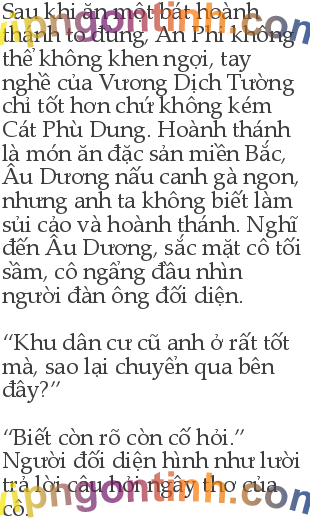 Sau khi ăn một bát hoành
thánh to đùng, An Phi không
thể không khen ngợi, tay
nghề của Vương Dịch Tường
chỉ tốt hơn chứ không kém
Cát Phù Dung. Hoành thánh
là món ăn đặc sản miền Bắc,
Âu Dương nấu canh gà ngon,
nhưng anh ta không biết làm
sủi cảo và hoành thánh. Nghĩ
đến Âu Dương, sắc mặt cô tối
sầm, cô ngẩng đầu nhìn
người đàn ông đối diện.
“Khu dân cư cũ anh ở rất tốt
mà, sao lại chuyển qua bên
đây?”
“Biết còn rõ còn cố hỏi.”
Người đối diện hình như lười
trả lời câu hỏi ngây thơ của
cô.
vipngontinh.com
vipngontinh.com